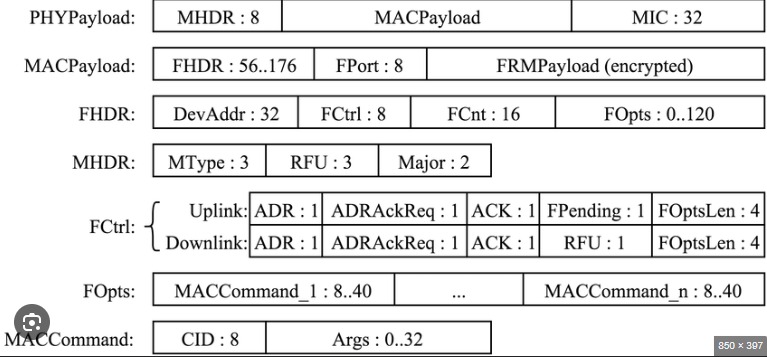 PHYPayload: MHDR : 8 MACPayload MIC : 32
MACPayload: FHDR : 56..176 FPort : 8 FRMPayload (encrypted)
FHDR: DevAddr : 32 FCtrl : 8 FCnt : 16 FOpts : 0..120
MHDR: MType : 3 RFU : 3 Major : 2
FCtrl: Uplink: ADR : 1 ADRAckReq : 1 ACK : 1 FPending : 1 FOptsLen : 4
Downlink: ADR : 1 ADRAckReq : 1 ACK : 1 RFU : 1 FOptsLen : 4
FOpts: MACCommand_1 : 8..40 ... MACCommand_n : 8..40
MACCommand: CID : 8 Args : 0..32
850 × 397